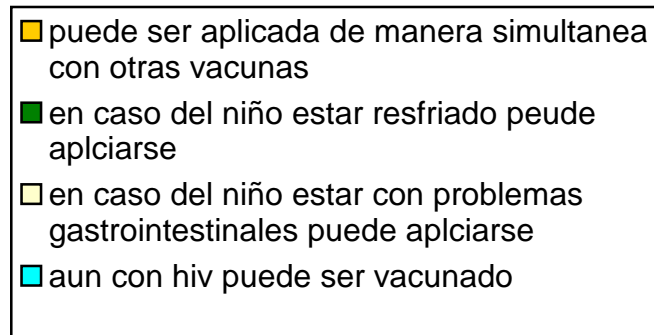 puede ser aplicada de manera simultanea
con otras vacunas
en caso del niño estar resfriado peude
aplciarse
en caso del niño estar con problemas
gastrointestinales puede aplciarse
aun con hiv puede ser vacunado